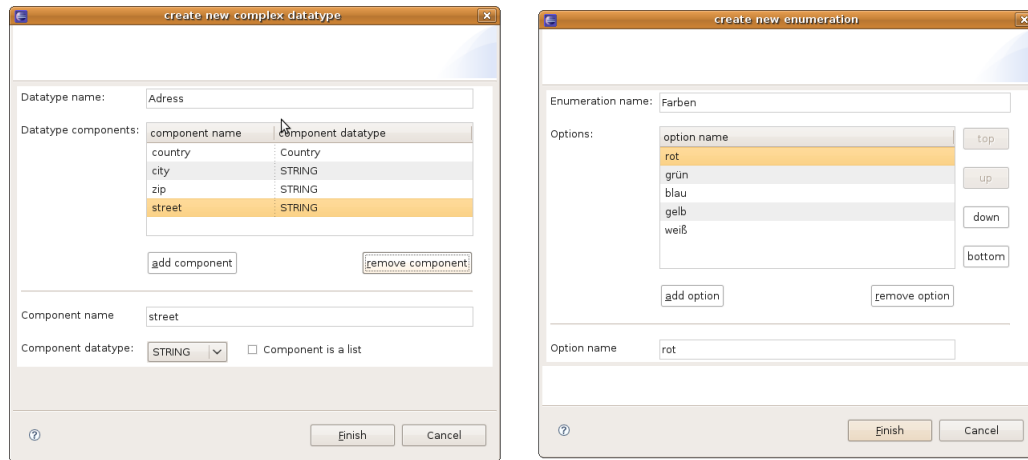 create new complex datatype
Datatype name: Adress
Datatype components: component name component datatype
country Country
city STRING
zip STRING
street STRING
add component remove component
Component name street
Component datatype: STRING Component is a list
Finish Cancel
create new enumeration
Enumeration name: Farben
Options: option name top
rot
grün up
blau
gelb down
weiß
bottom
add option remove option
Option name rot
Finish Cancel